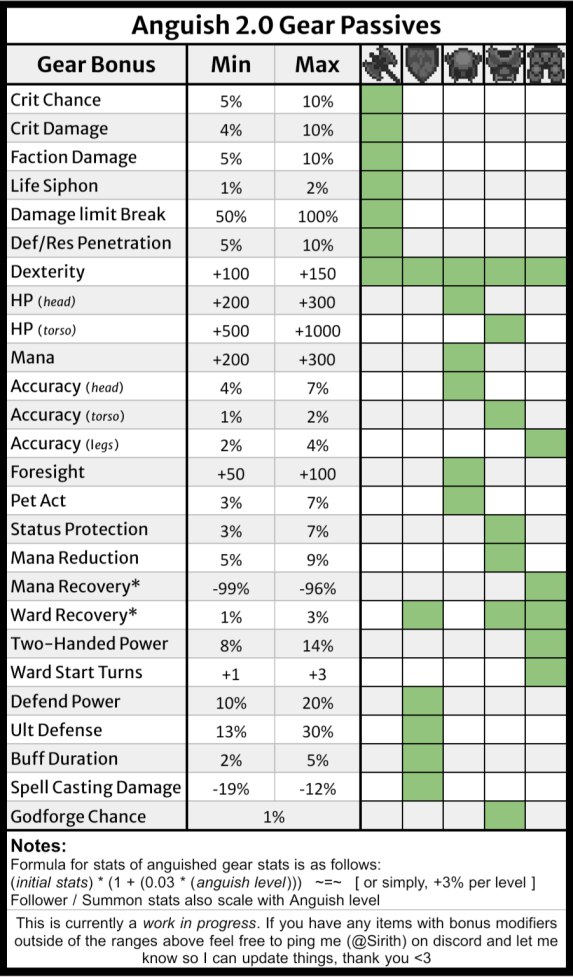 Anguish 2.0 Gear Passives
Gear Bonus Min Max
Crit Chance 5% 10%
Crit Damage 4% 10%
Faction Damage 5% 10%
Life Siphon 1% 2%
Damage limit Break 50% 100%
Def/Res Penetration 5% 10%
Dexterity +100 +150
HP (head) +200 +300
HP (torso) +500 +1000
Mana +200 +300
Accuracy (head) 4% 7%
Accuracy (torso) 1% 2%
Accuracy (legs) 2% 4%
Foresight +50 +100
Pet Act 3% 7%
Status Protection 3% 7%
Mana Reduction 5% 9%
Mana Recovery* -99% -96%
Ward Recovery* 1% 3%
Two-Handed Power 8% 14%
Ward Start Turns +1 +3
Defend Power 10% 20%
Ult Defense 13% 30%
Buff Duration 2% 5%
Spell Casting Damage -19% -12%
Godforge Chance 1%
Notes:
Formula for stats of anguished gear stats is as follows:
(initial stats) * (1 + (0.03 * (anguish level))) ~=~ [ or simply, +3% per level ]
Follower / Summon stats also scale with Anguish level
This is currently a work in progress. If you have any items with bonus modifiers
outside of the ranges above feel free to ping me (@Sirith) on discord and let me
know so I can update things, thank you <3